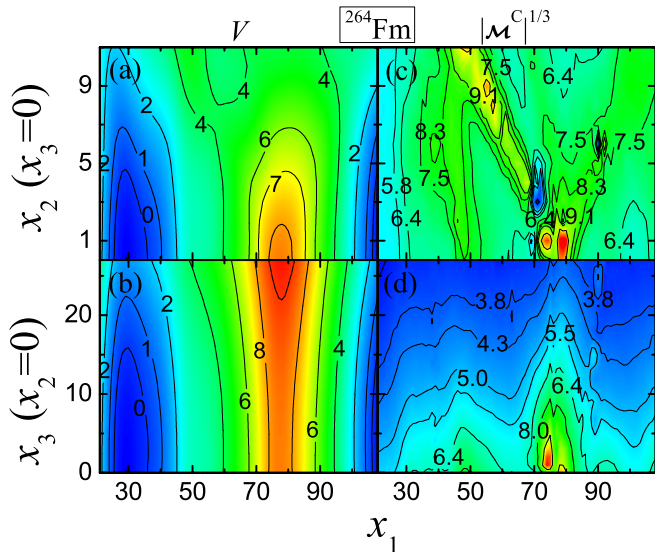 V ²⁶⁴Fm |𝓜ᶜ|¹ᐟ³
(a) 4 4 2 4 6 2 1 7 0 2
(c) 7.5 6.4 9.1 8.3 7.5 7.5 5.8 7.5 8.3 6.4 6.4 9.1 6.4
9 5 1
x₂ (x₃=0)
(b) 2 1 8 4 2 0 6 6
(d) 3.8 3.8 5.5 4.3 5.0 6.4 8.0 6.4
20 10 0
x₃ (x₂=0)
30 50 70 90 30 50 70 90
x₁